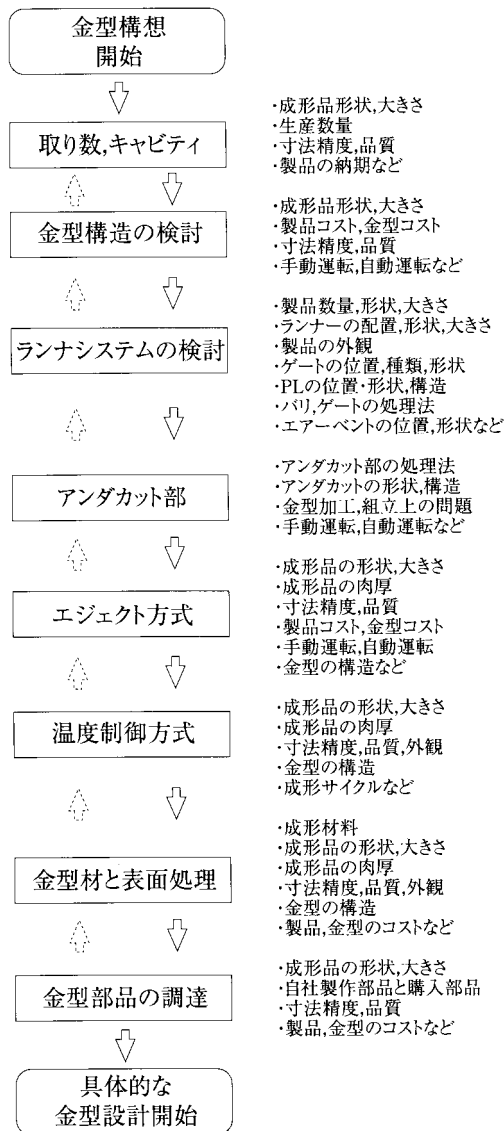 金型構想
開始
取り数,キャビティ
・成形品形状,大きさ
・生産数量
・寸法精度,品質
・製品の納期など
金型構造の検討
・成形品形状,大きさ
・製品コスト,金型コスト
・寸法精度,品質
・手動運転,自動運転など
ランナシステムの検討
・製品数量,形状,大きさ
・ランナーの配置,形状,大きさ
・製品の外観
・ゲートの位置,種類,形状
・PLの位置・形状,構造
・バリ,ゲートの処理法
・エアーベントの位置,形状など
アンダカット部
・アンダカット部の処理法
・アンダカットの形状,構造
・金型加工,組立上の問題
・手動運転,自動運転など
エジェクト方式
・成形品の形状,大きさ
・成形品の肉厚
・寸法精度,品質
・製品コスト,金型コスト
・手動運転,自動運転
・金型の構造など
温度制御方式
・成形品の形状,大きさ
・成形品の肉厚
・寸法精度,品質,外観
・金型の構造
・成形サイクルなど
金型材と表面処理
・成形材料
・成形品の形状,大きさ
・成形品の肉厚
・寸法精度,品質,外観
・金型の構造
・製品,金型のコストなど
金型部品の調達
・成形品の形状,大きさ
・自社製作部品と購入部品
・寸法精度,品質
・製品,金型のコストなど
具体的な
金型設計開始